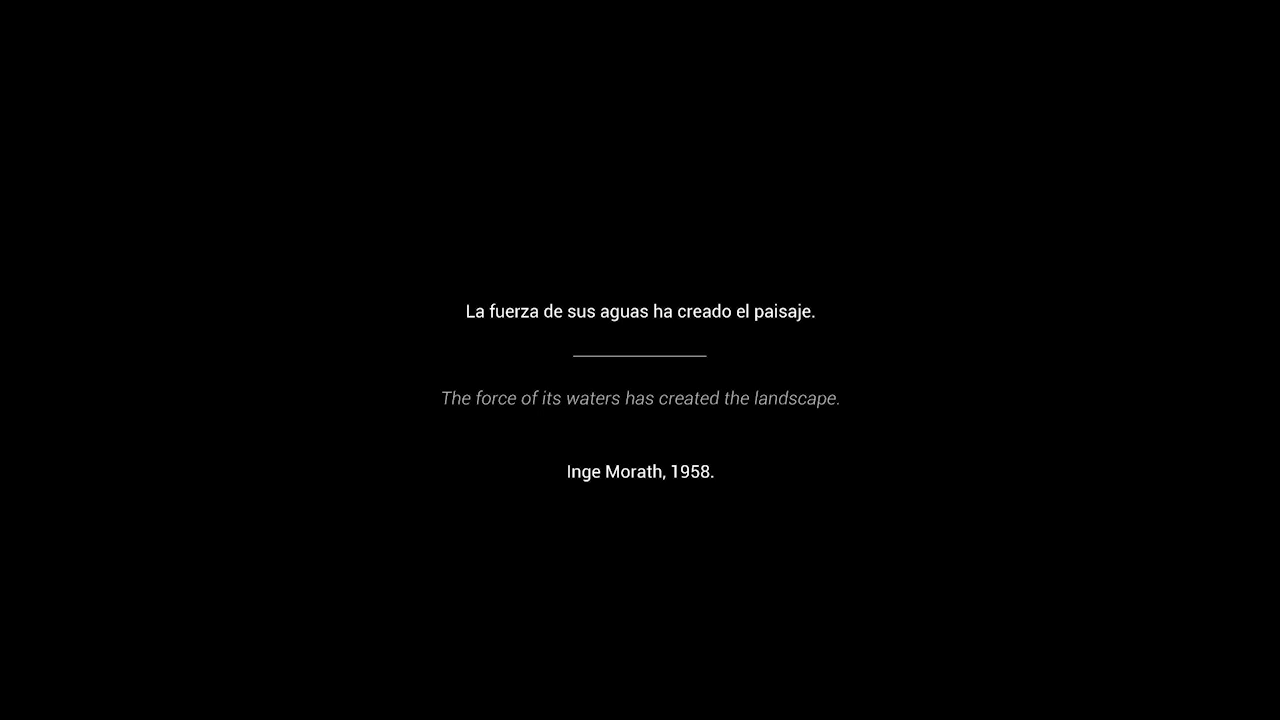 La fuerza de sus aguas ha creado el paisaje.
The force of its waters has created the landscape.
Inge Morath, 1958.